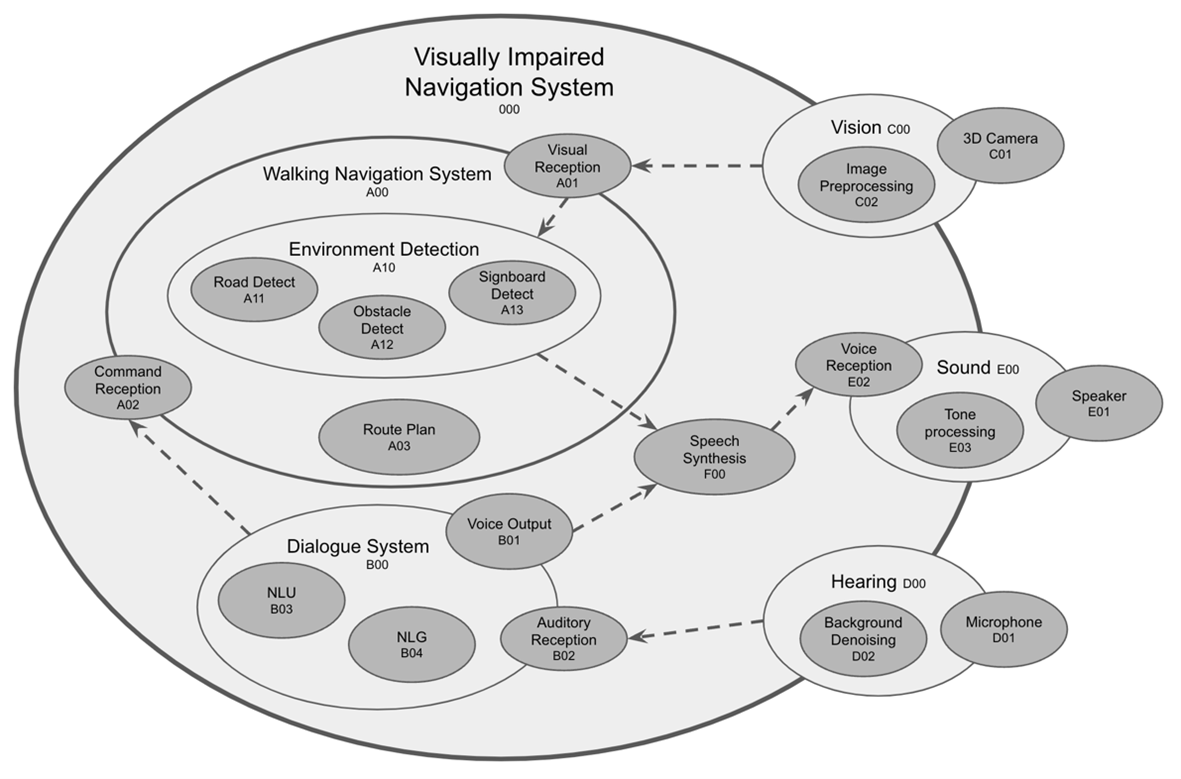 Visually Impaired
Navigation System
000
Vision C00
3D Camera
C01
Image
Preprocessing
C02
Visual
Reception
A01
Walking Navigation System
A00
Environment Detection
A10
Road Detect
A11
Obstacle
Detect
A12
Signboard
Detect
A13
Command
Reception
A02
Route Plan
A03
Voice
Reception
E02
Sound E00
Speaker
E01
Tone
processing
E03
Speech
Synthesis
F00
Voice Output
B01
Dialogue System
B00
NLU
B03
NLG
B04
Auditory
Reception
B02
Hearing D00
Background
Denoising
D02
Microphone
D01